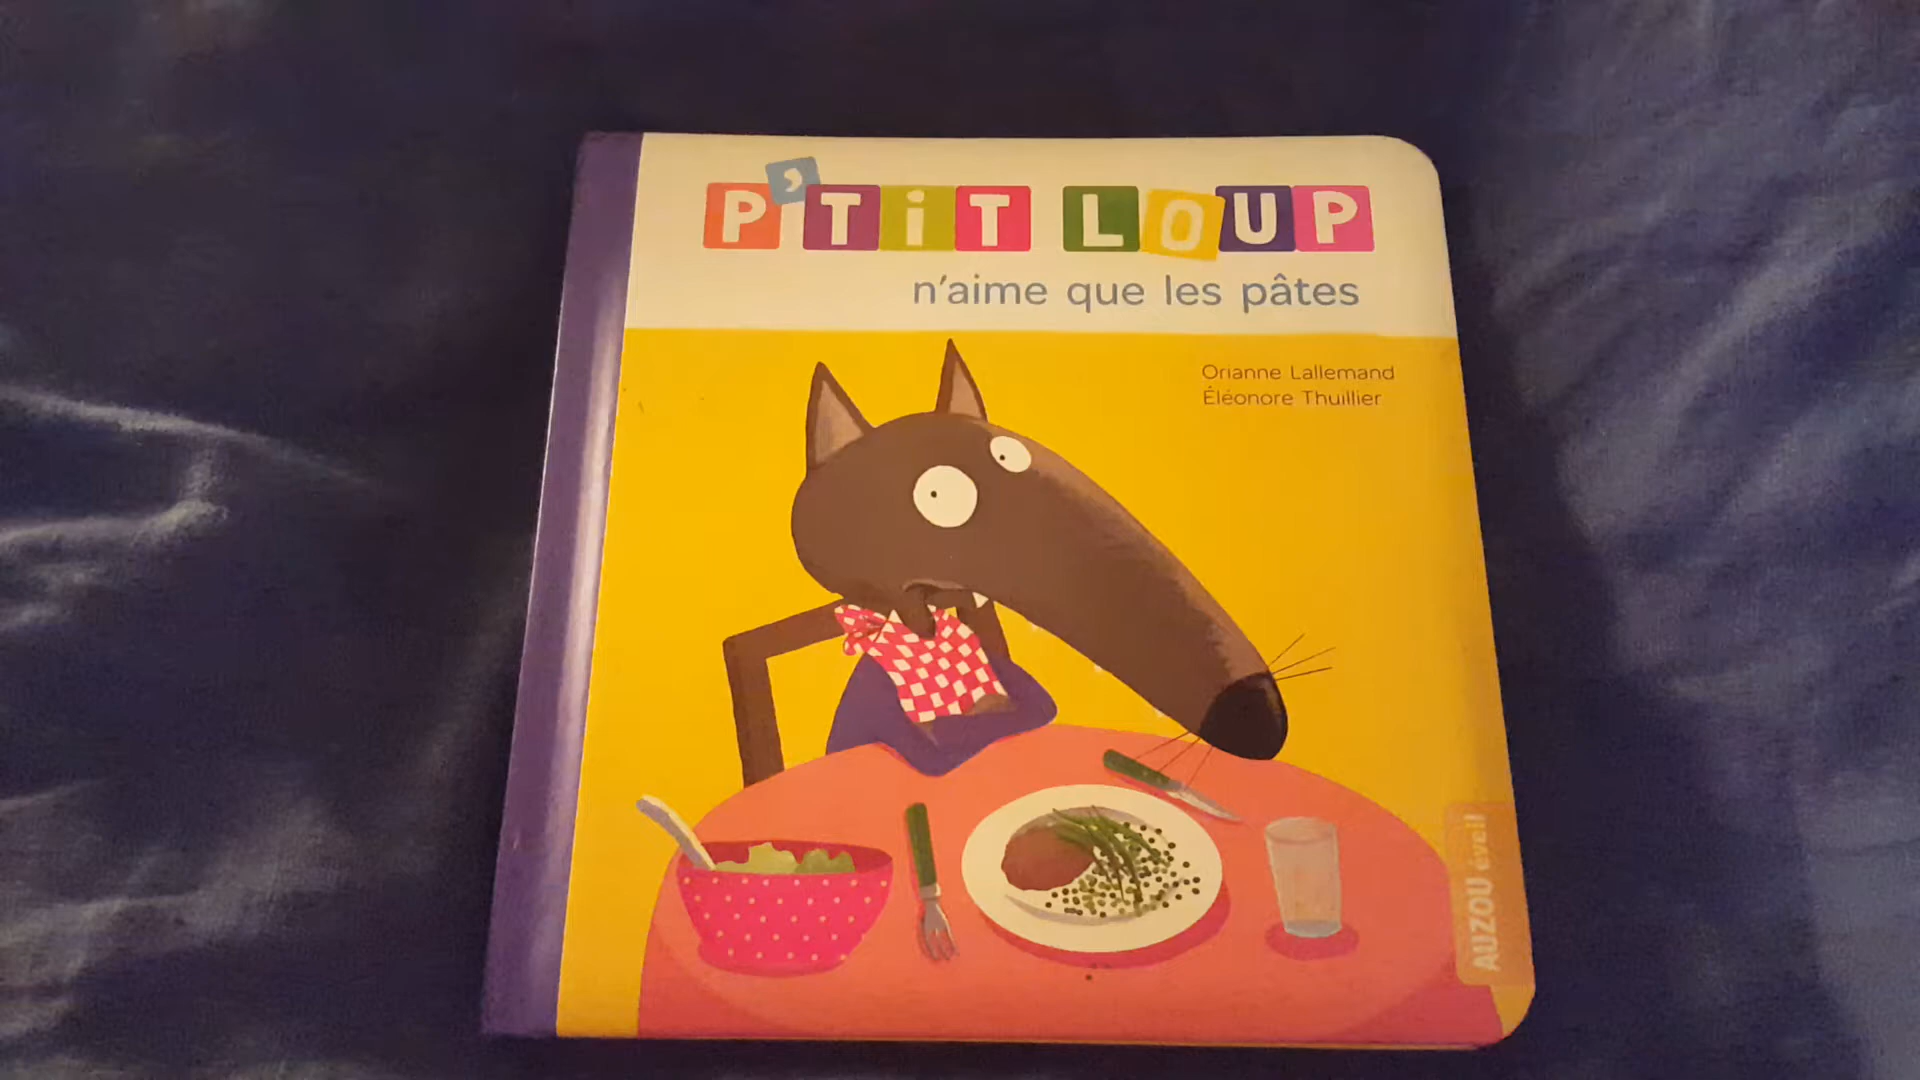 P'TiT LOUP
n'aime que les pâtes
Orianne Lallemand
Éléonore Thuillier
AUZOU éveil